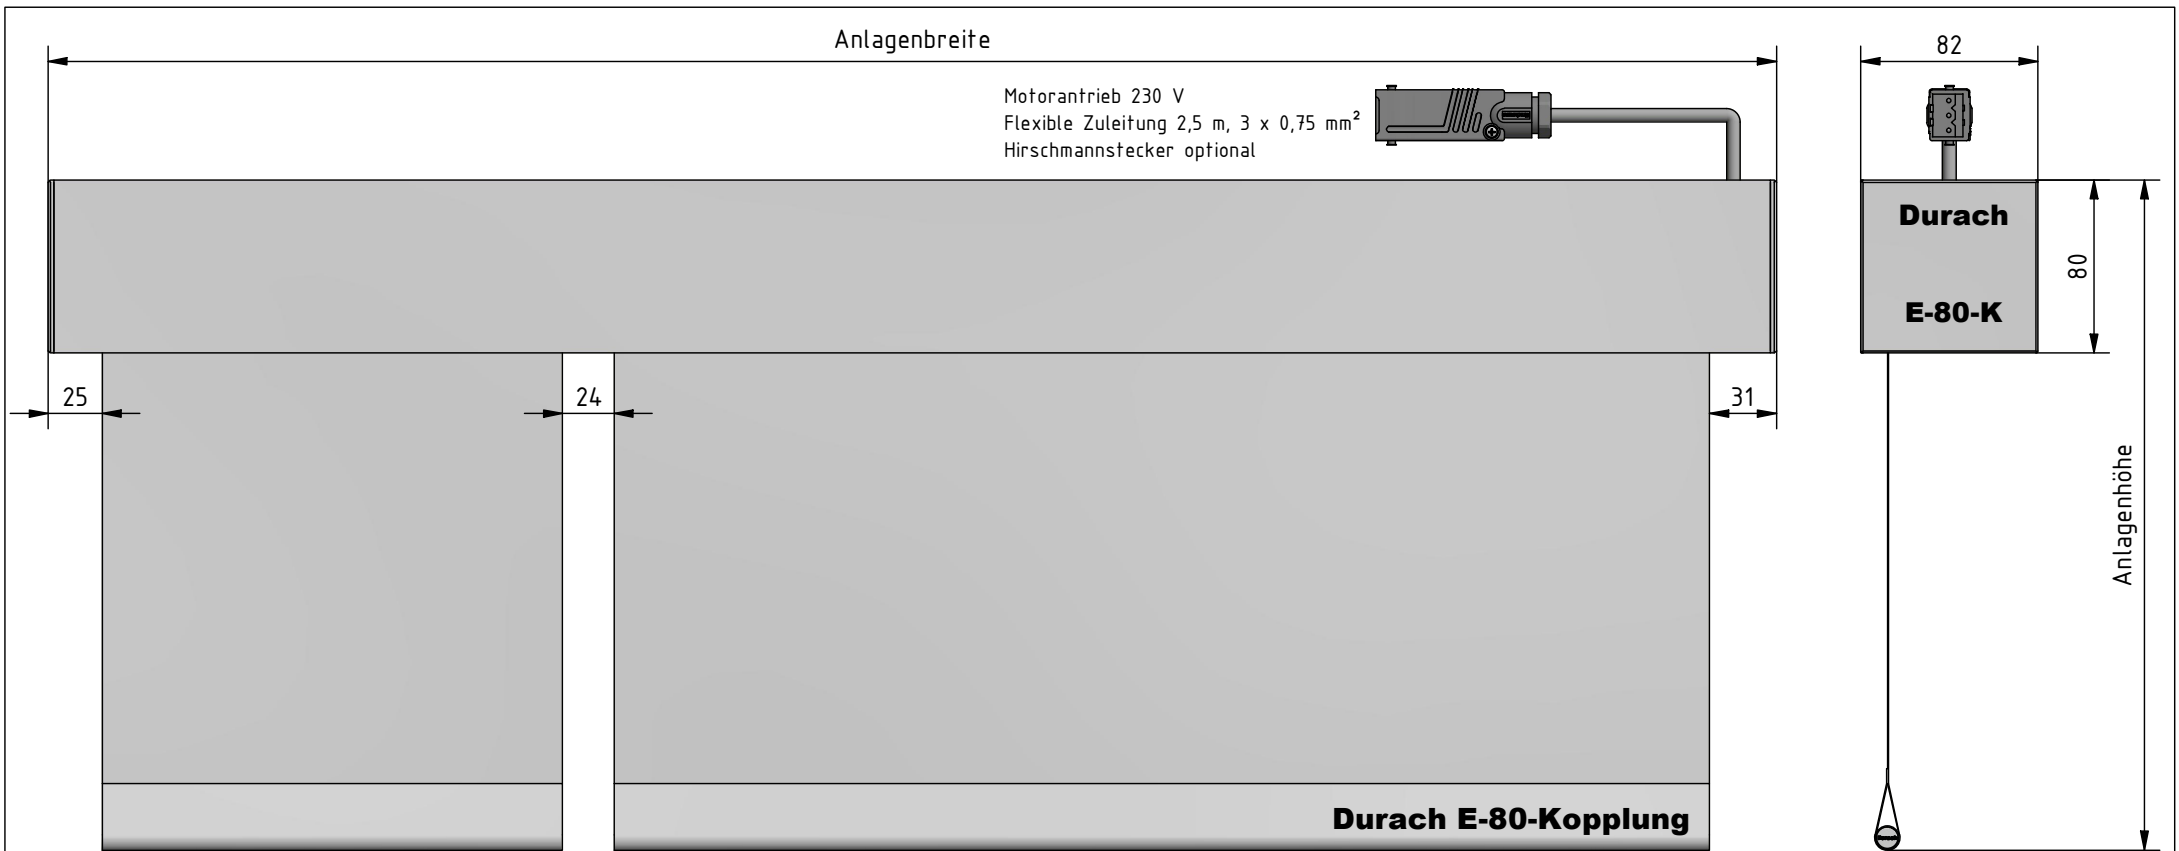 Anlagenbreite
82
Motorantrieb 230 V
Flexible Zuleitung 2,5 m, 3 x 0,75 mm²
Hirschmannstecker optional
Durach
E-80-K
80
25
24
31
Anlagenhöhe
Durach E-80-Kopplung